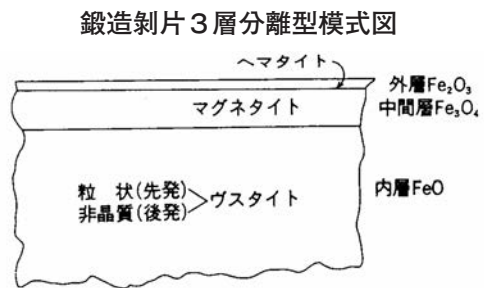 鍛造剝片3層分離型模式図
ヘマタイト
外層Fe₂O₃
マグネタイト
中間層Fe₃O₄
粒 状(先発)
非晶質(後発)
ヴスタイト
内層FeO